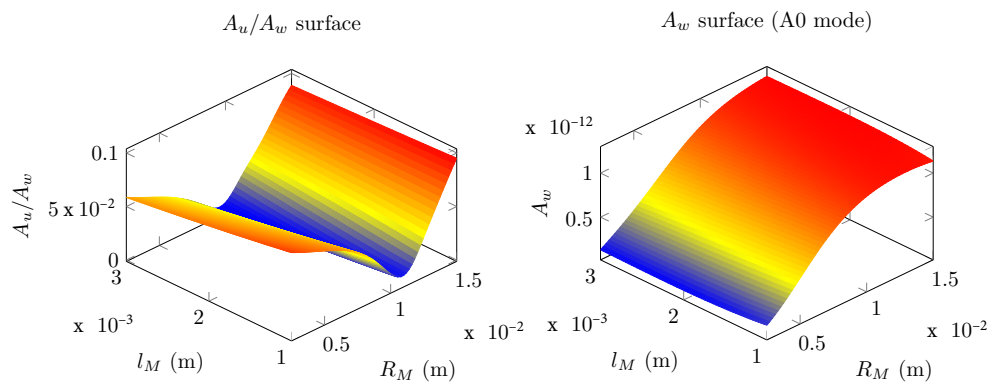 A_u/A_w surface
0.1
5 x 10⁻²
0
A_u/A_w
3
2
1
x 10⁻³
l_M (m)
0.5
1
1.5
x 10⁻²
R_M (m)
A_w surface (A0 mode)
x 10⁻¹²
1
0.5
A_w
3
2
1
x 10⁻³
l_M (m)
0.5
1
1.5
x 10⁻²
R_M (m)